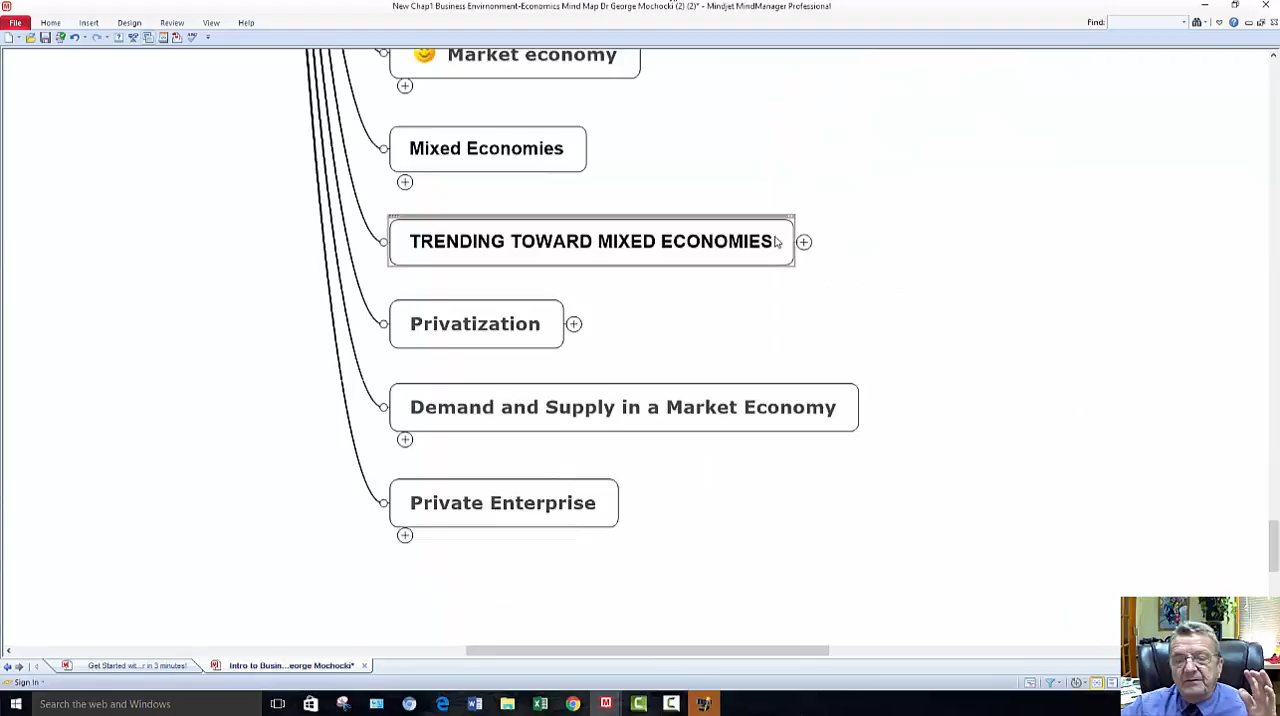 New Chap1 Business Envirnonment-Economics Mind Map Dr George Mochocki (2) (2)* - Mindjet MindManager Professional
File Home Insert Design Review View Help Find:
Market economy
Mixed Economies
TRENDING TOWARD MIXED ECONOMIES
Privatization
Demand and Supply in a Market Economy
Private Enterprise
Get Started wit...r in 3 minutes! Intro to Busin...eorge Mochocki*
Sign In
Search the web and Windows